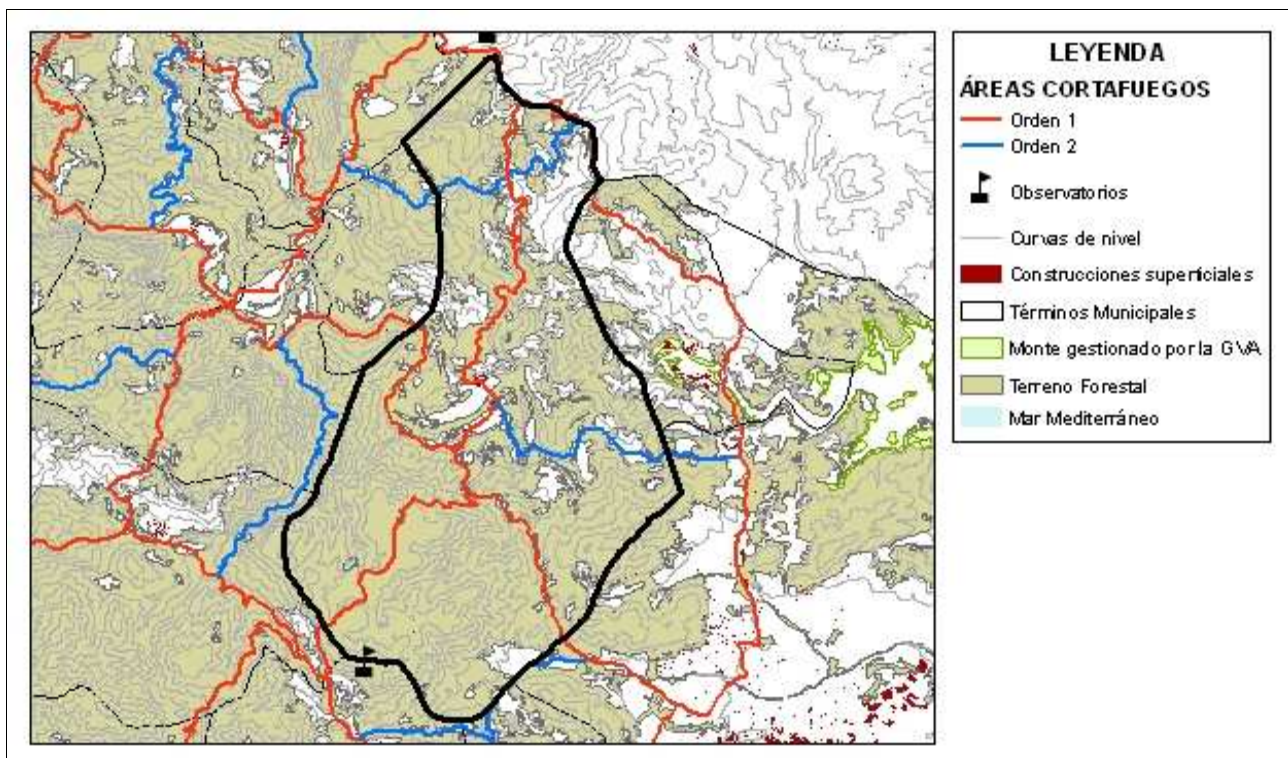 LEYENDA
ÁREAS CORTAFUEGOS
Orden 1
Orden 2
Observatorios
Curvas de nivel
Construcciones superficiales
Términos Municipales
Monte gestionado por la GVA
Terreno Forestal
Mar Mediterráneo